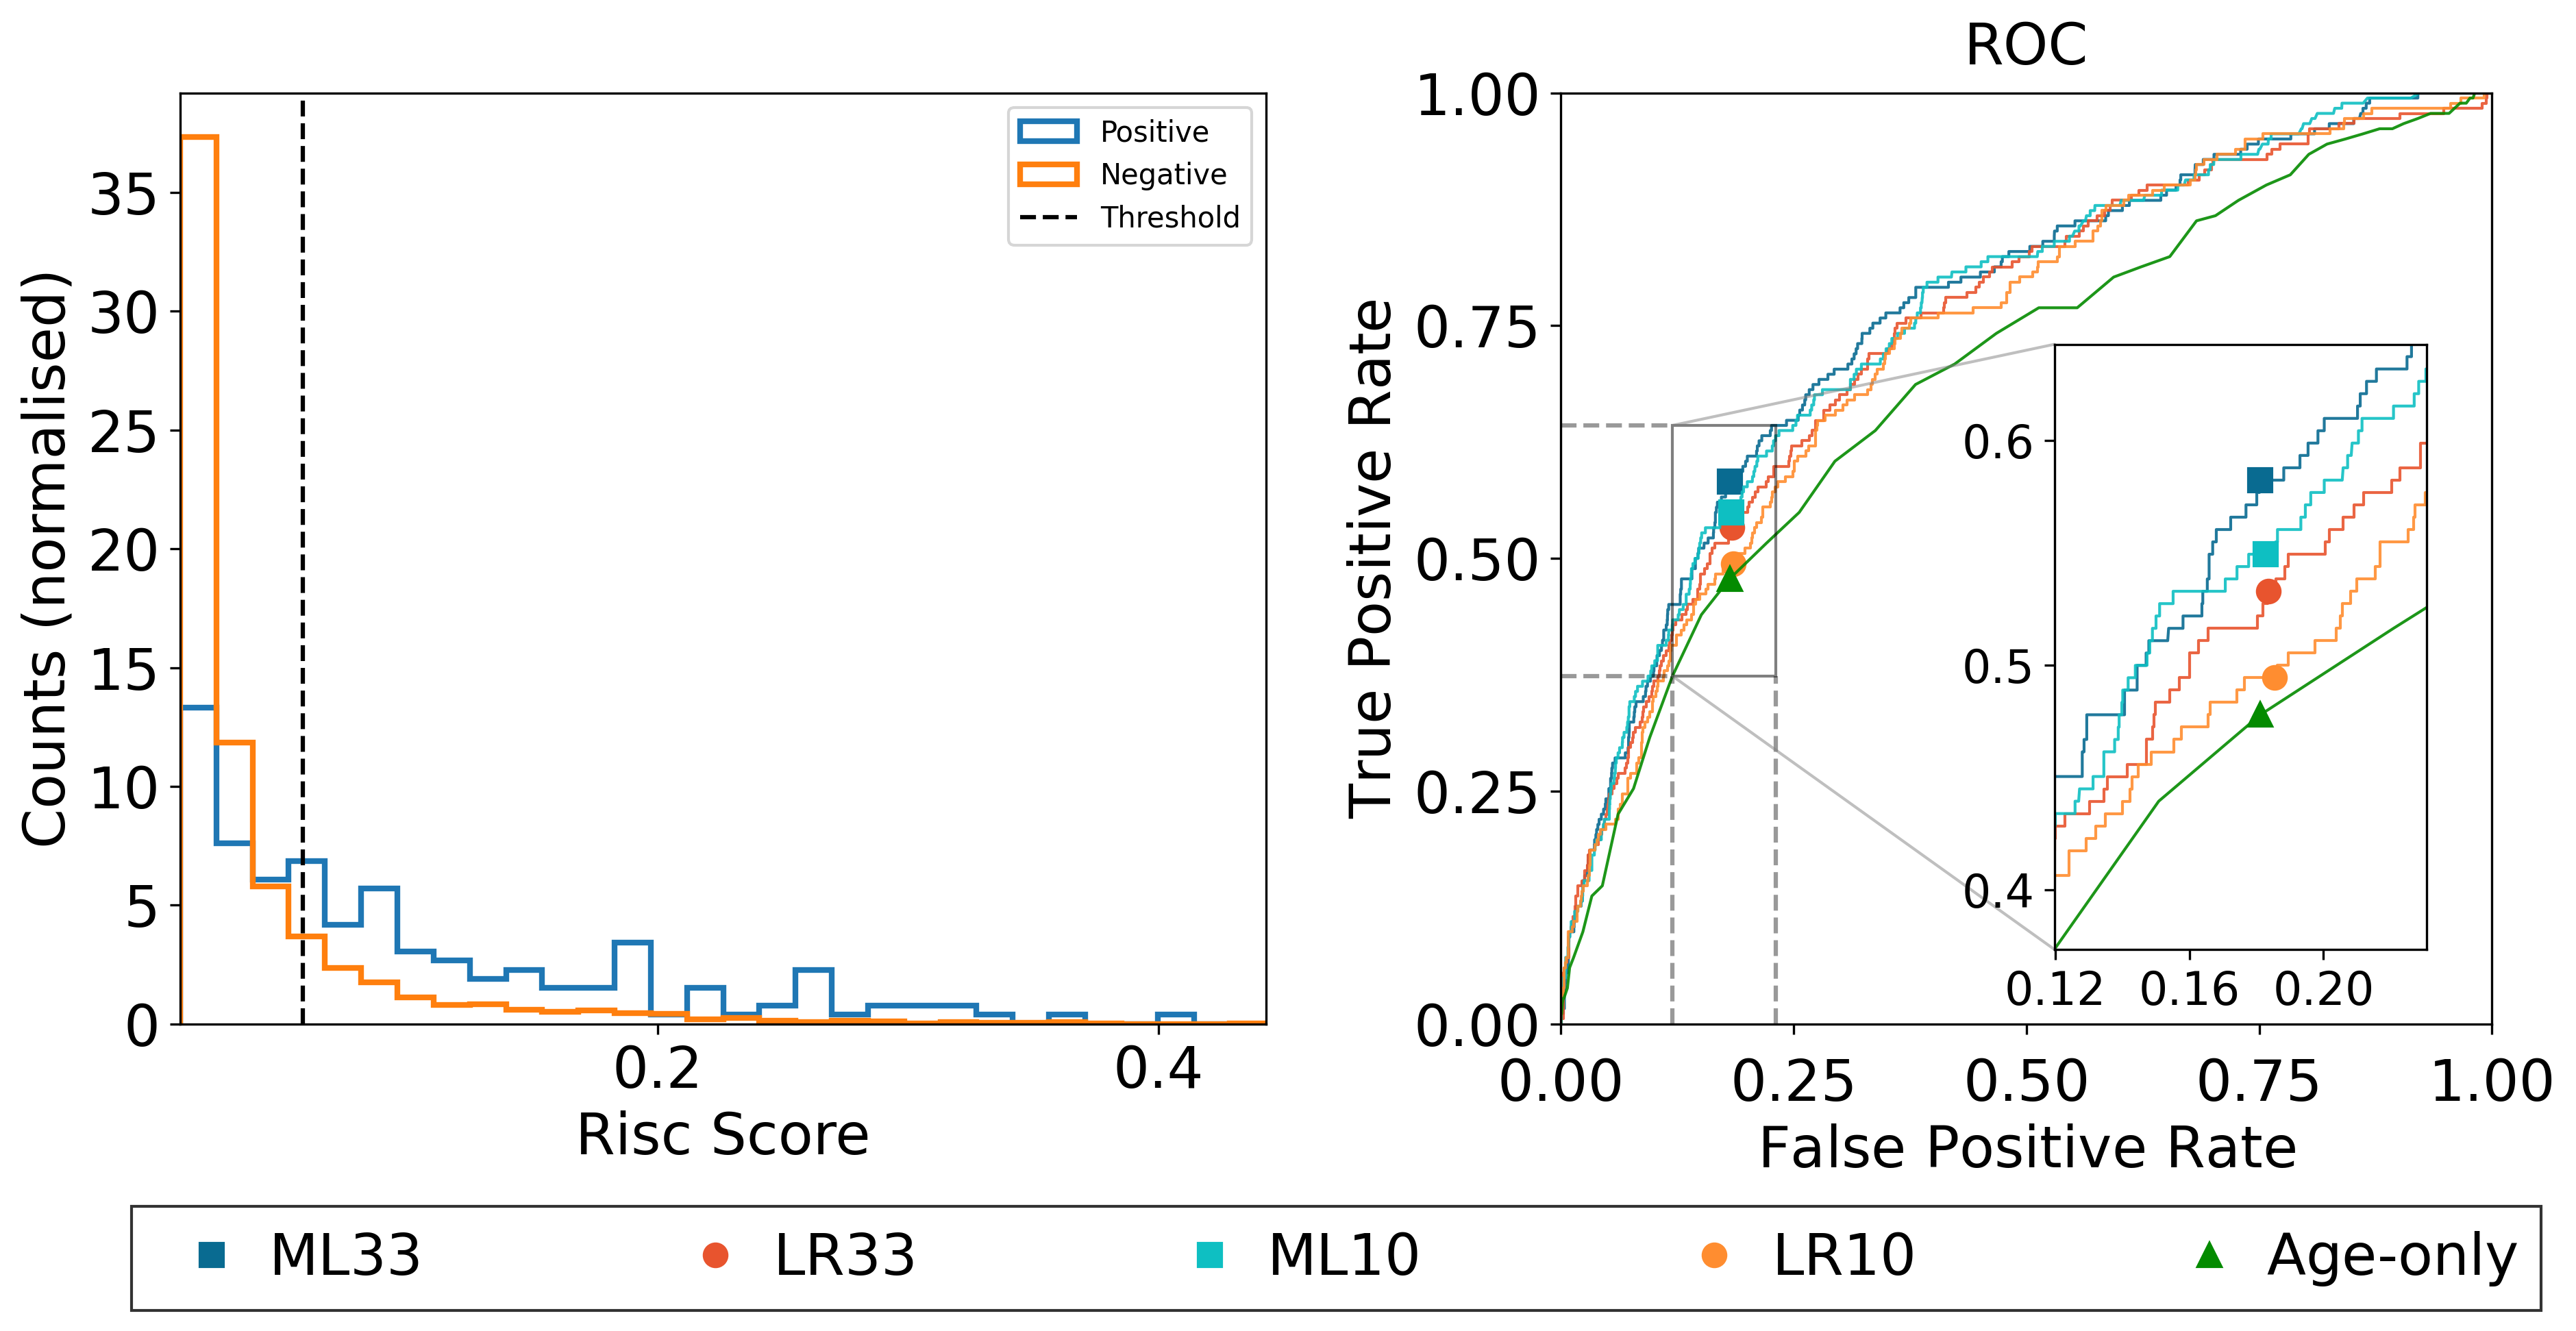 Counts (normalised)
35
30
25
20
15
10
5
0
0.2
0.4
Risc Score
Positive
Negative
Threshold
ROC
True Positive Rate
1.00
0.75
0.50
0.25
0.00
0.00
0.25
0.50
0.75
1.00
False Positive Rate
0.6
0.5
0.4
0.12
0.16
0.20
ML33
LR33
ML10
LR10
Age-only